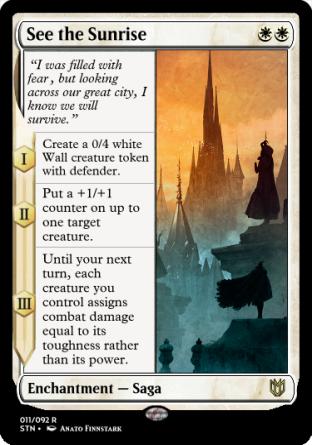 See the Sunrise
“I was filled with
fear, but looking
across our great city, I
know we will
survive.”
I
Create a 0/4 white
Wall creature token
with defender.
II
Put a +1/+1
counter on up to
one target
creature.
III
Until your next
turn, each
creature you
control assigns
combat damage
equal to its
toughness rather
than its power.
Enchantment — Saga
011/092 R
STN • Anato Finnstark